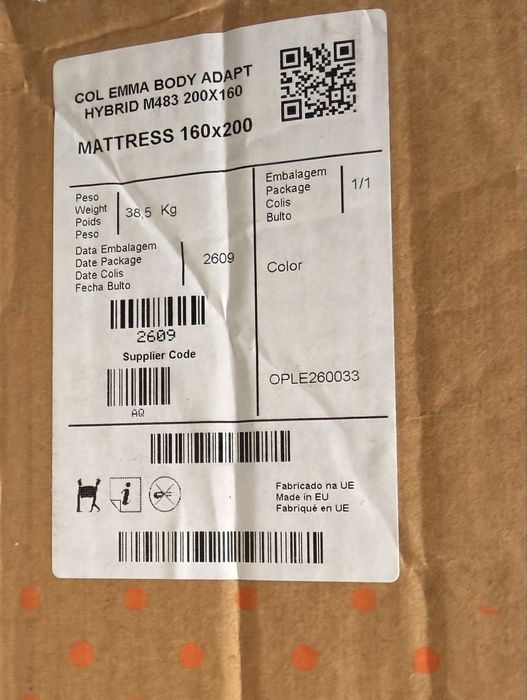 COL EMMA BODY ADAPT
HYBRID M483 200X160
MATTRESS 160x200
Peso
Weight
Poids
Peso
38,5 Kg
Embalagem
Package
Colis
Bulto
1/1
Data Embalagem
Date Package
Date Colis
Fecha Bulto
2609
Color
2609
Supplier Code
AQ
OPLE260033
Fabricado na UE
Made in EU
Fabriqué en UE